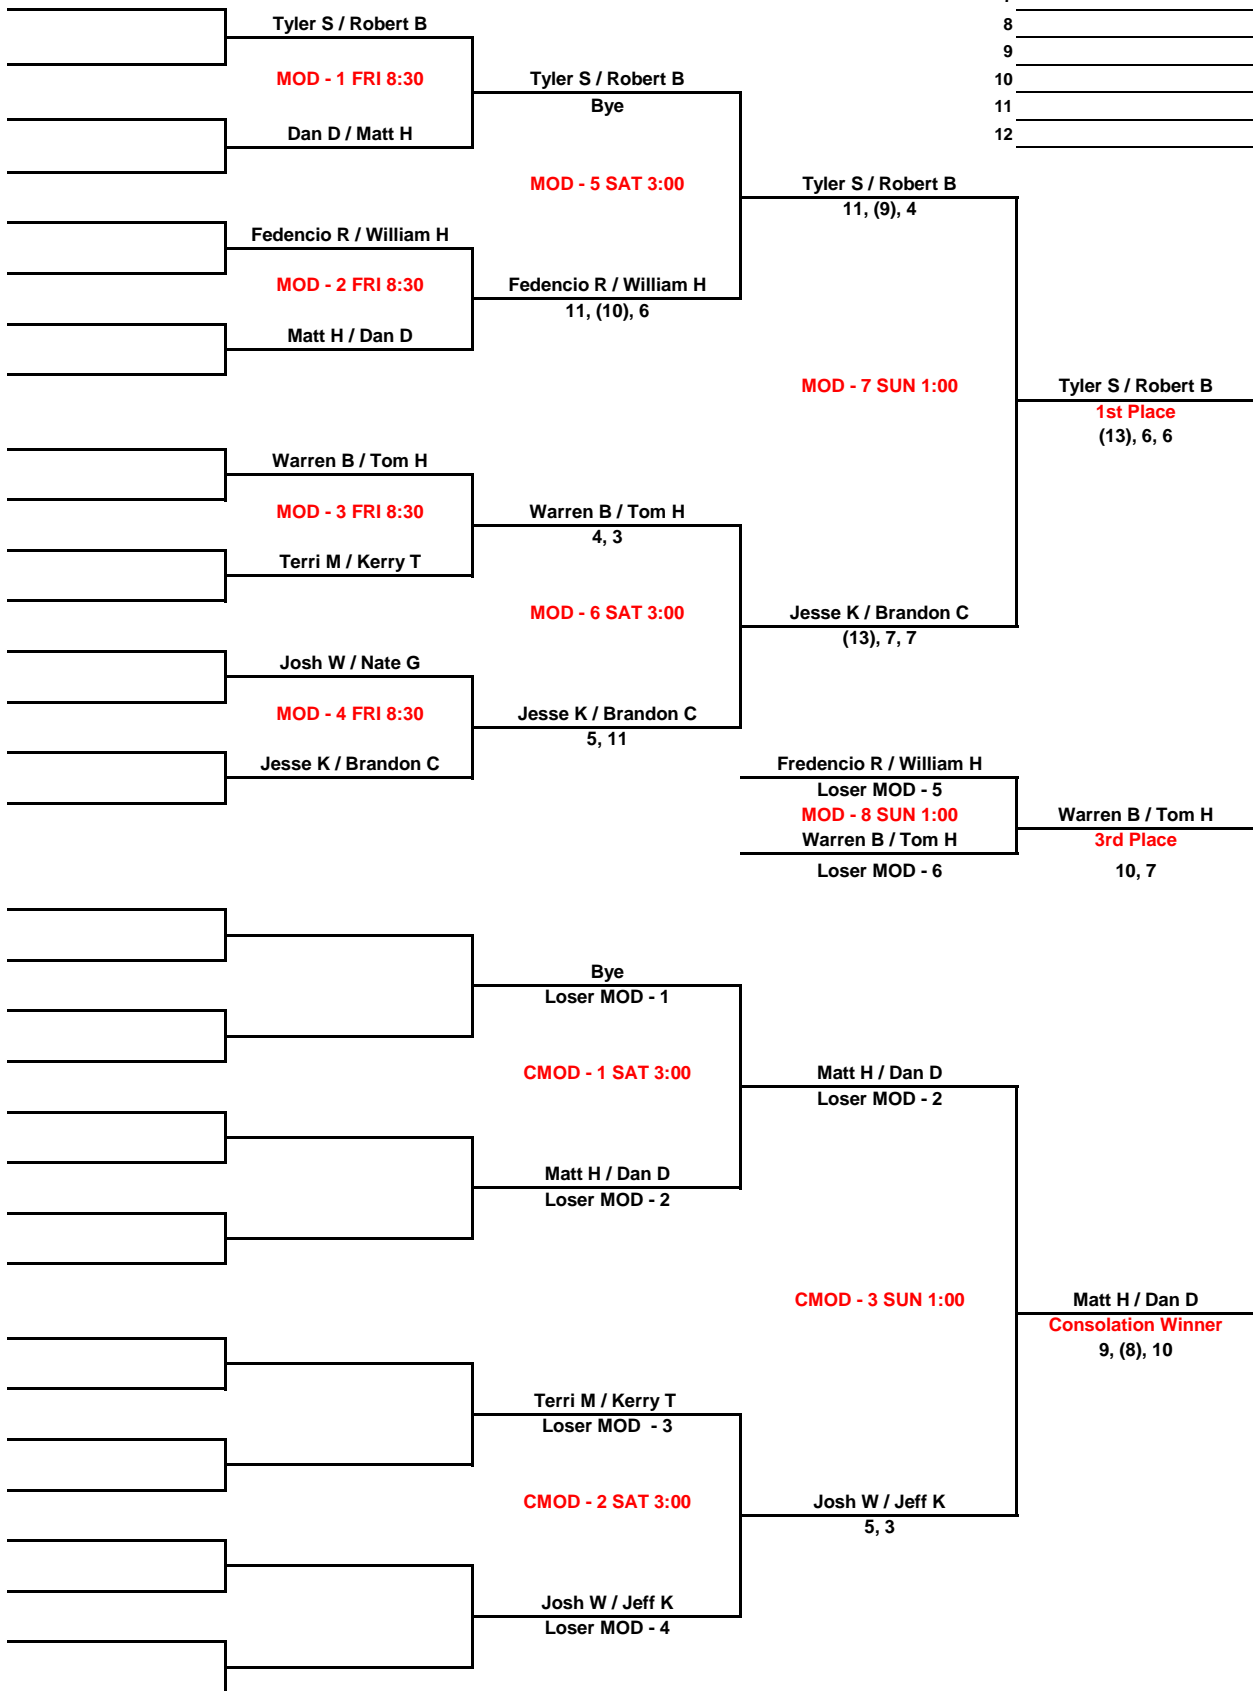 Tyler S / Robert B
8
9
MOD - 1 FRI 8:30
Tyler S / Robert B
10
Bye
11
Dan D / Matt H
12
MOD - 5 SAT 3:00
Tyler S / Robert B
11, (9), 4
Fedencio R / William H
MOD - 2 FRI 8:30
Fedencio R / William H
11, (10), 6
Matt H / Dan D
MOD - 7 SUN 1:00
Tyler S / Robert B
1st Place
(13), 6, 6
Warren B / Tom H
MOD - 3 FRI 8:30
Warren B / Tom H
4, 3
Terri M / Kerry T
MOD - 6 SAT 3:00
Jesse K / Brandon C
(13), 7, 7
Josh W / Nate G
MOD - 4 FRI 8:30
Jesse K / Brandon C
5, 11
Jesse K / Brandon C
Fredencio R / William H
Loser MOD - 5
MOD - 8 SUN 1:00
Warren B / Tom H
Warren B / Tom H
3rd Place
Loser MOD - 6
10, 7
Bye
Loser MOD - 1
CMOD - 1 SAT 3:00
Matt H / Dan D
Loser MOD - 2
Matt H / Dan D
Loser MOD - 2
CMOD - 3 SUN 1:00
Matt H / Dan D
Consolation Winner
9, (8), 10
Terri M / Kerry T
Loser MOD  - 3
CMOD - 2 SAT 3:00
Josh W / Jeff K
5, 3
Josh W / Jeff K
Loser MOD - 4